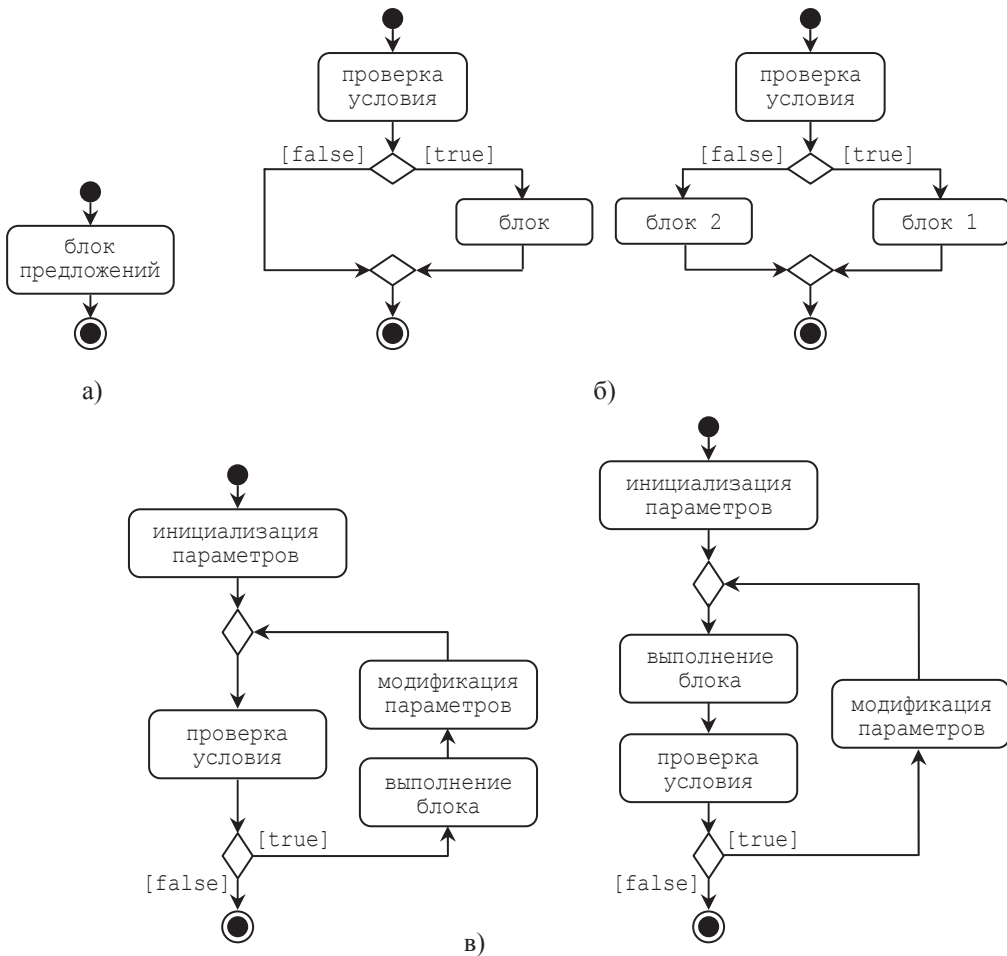 проверка
условия
[false]
[true]
блок
проверка
условия
[false]
[true]
блок 2
блок 1
блок
предложений
а)
б)
инициализация
параметров
модификация
параметров
проверка
условия
выполнение
блока
[true]
[false]
инициализация
параметров
выполнение
блока
модификация
параметров
проверка
условия
[true]
[false]
в)